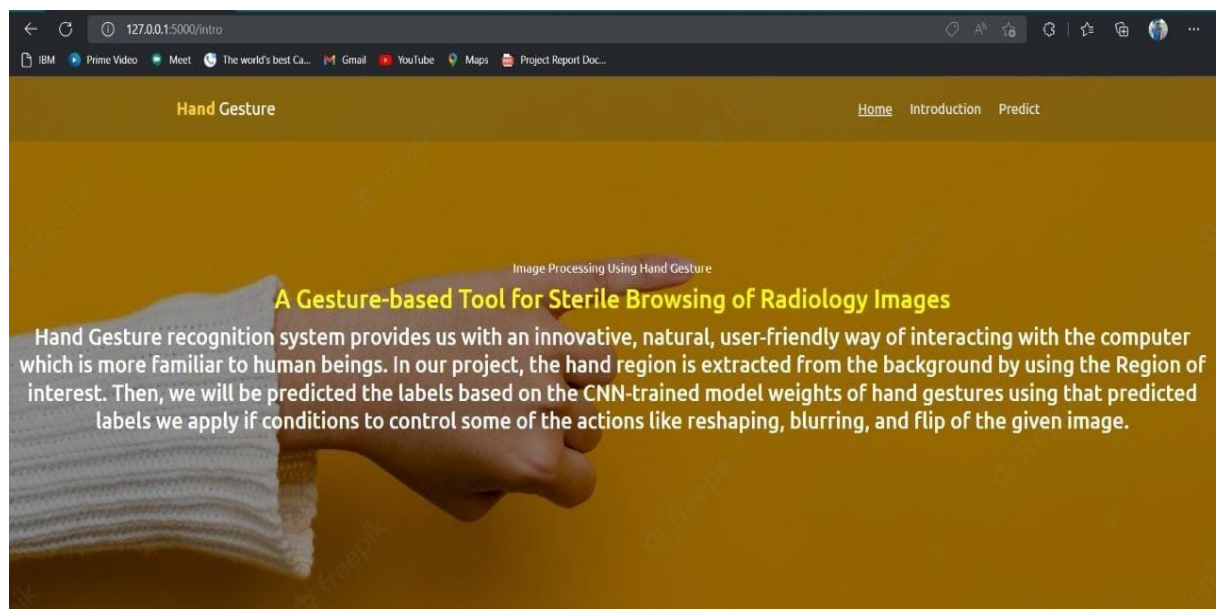 127.0.0.1:5000/intro
IBM Prime Video Meet The world's best Ca... Gmail YouTube Maps Project Report Doc...
Hand Gesture Home Introduction Predict
Image Processing Using Hand Gesture
A Gesture-based Tool for Sterile Browsing of Radiology Images
Hand Gesture recognition system provides us with an innovative, natural, user-friendly way of interacting with the computer
which is more familiar to human beings. In our project, the hand region is extracted from the background by using the Region of
interest. Then, we will be predicted the labels based on the CNN-trained model weights of hand gestures using that predicted
labels we apply if conditions to control some of the actions like reshaping, blurring, and flip of the given image.
freepik
freepik
freepik
freepik